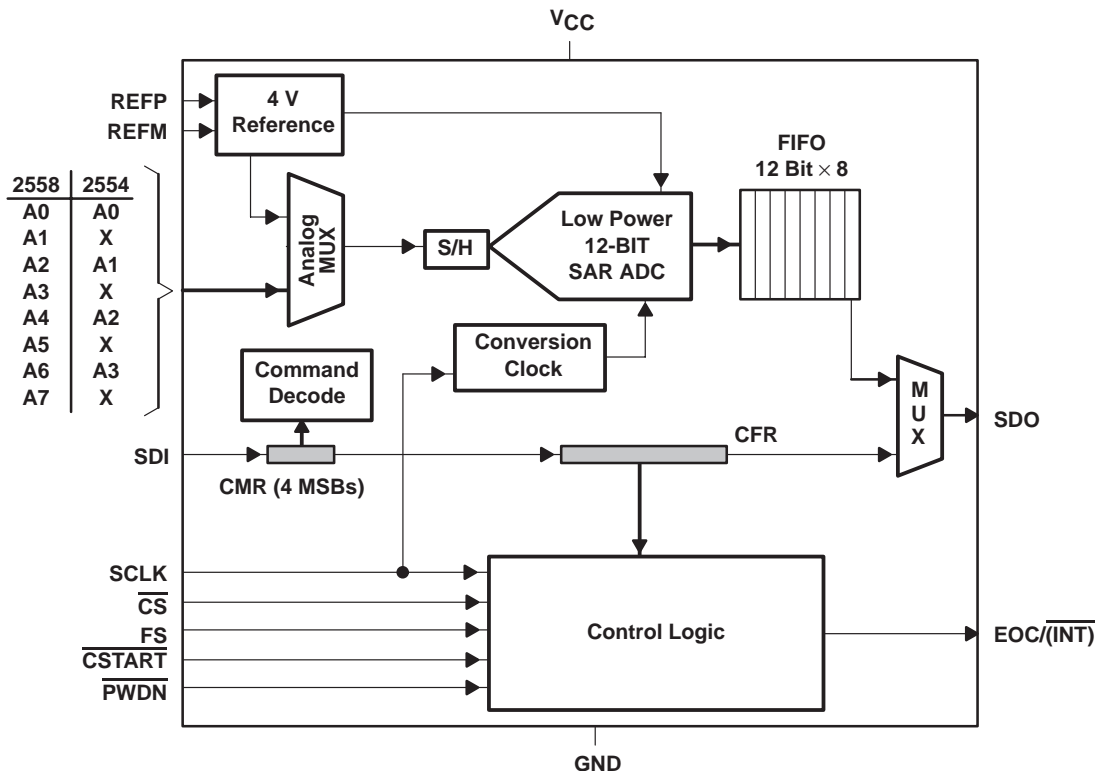 VCC
REFP
REFM
4 V
Reference
2558 2554
A0 A0
A1 X
A2 A1
A3 X
A4 A2
A5 X
A6 A3
A7 X
Analog
MUX
S/H
Low Power
12-BIT
SAR ADC
FIFO
12 Bit × 8
Conversion
Clock
Command
Decode
M
U
X
SDO
SDI
CMR (4 MSBs)
CFR
SCLK
CS
FS
CSTART
PWDN
Control Logic
EOC/(INT)
GND